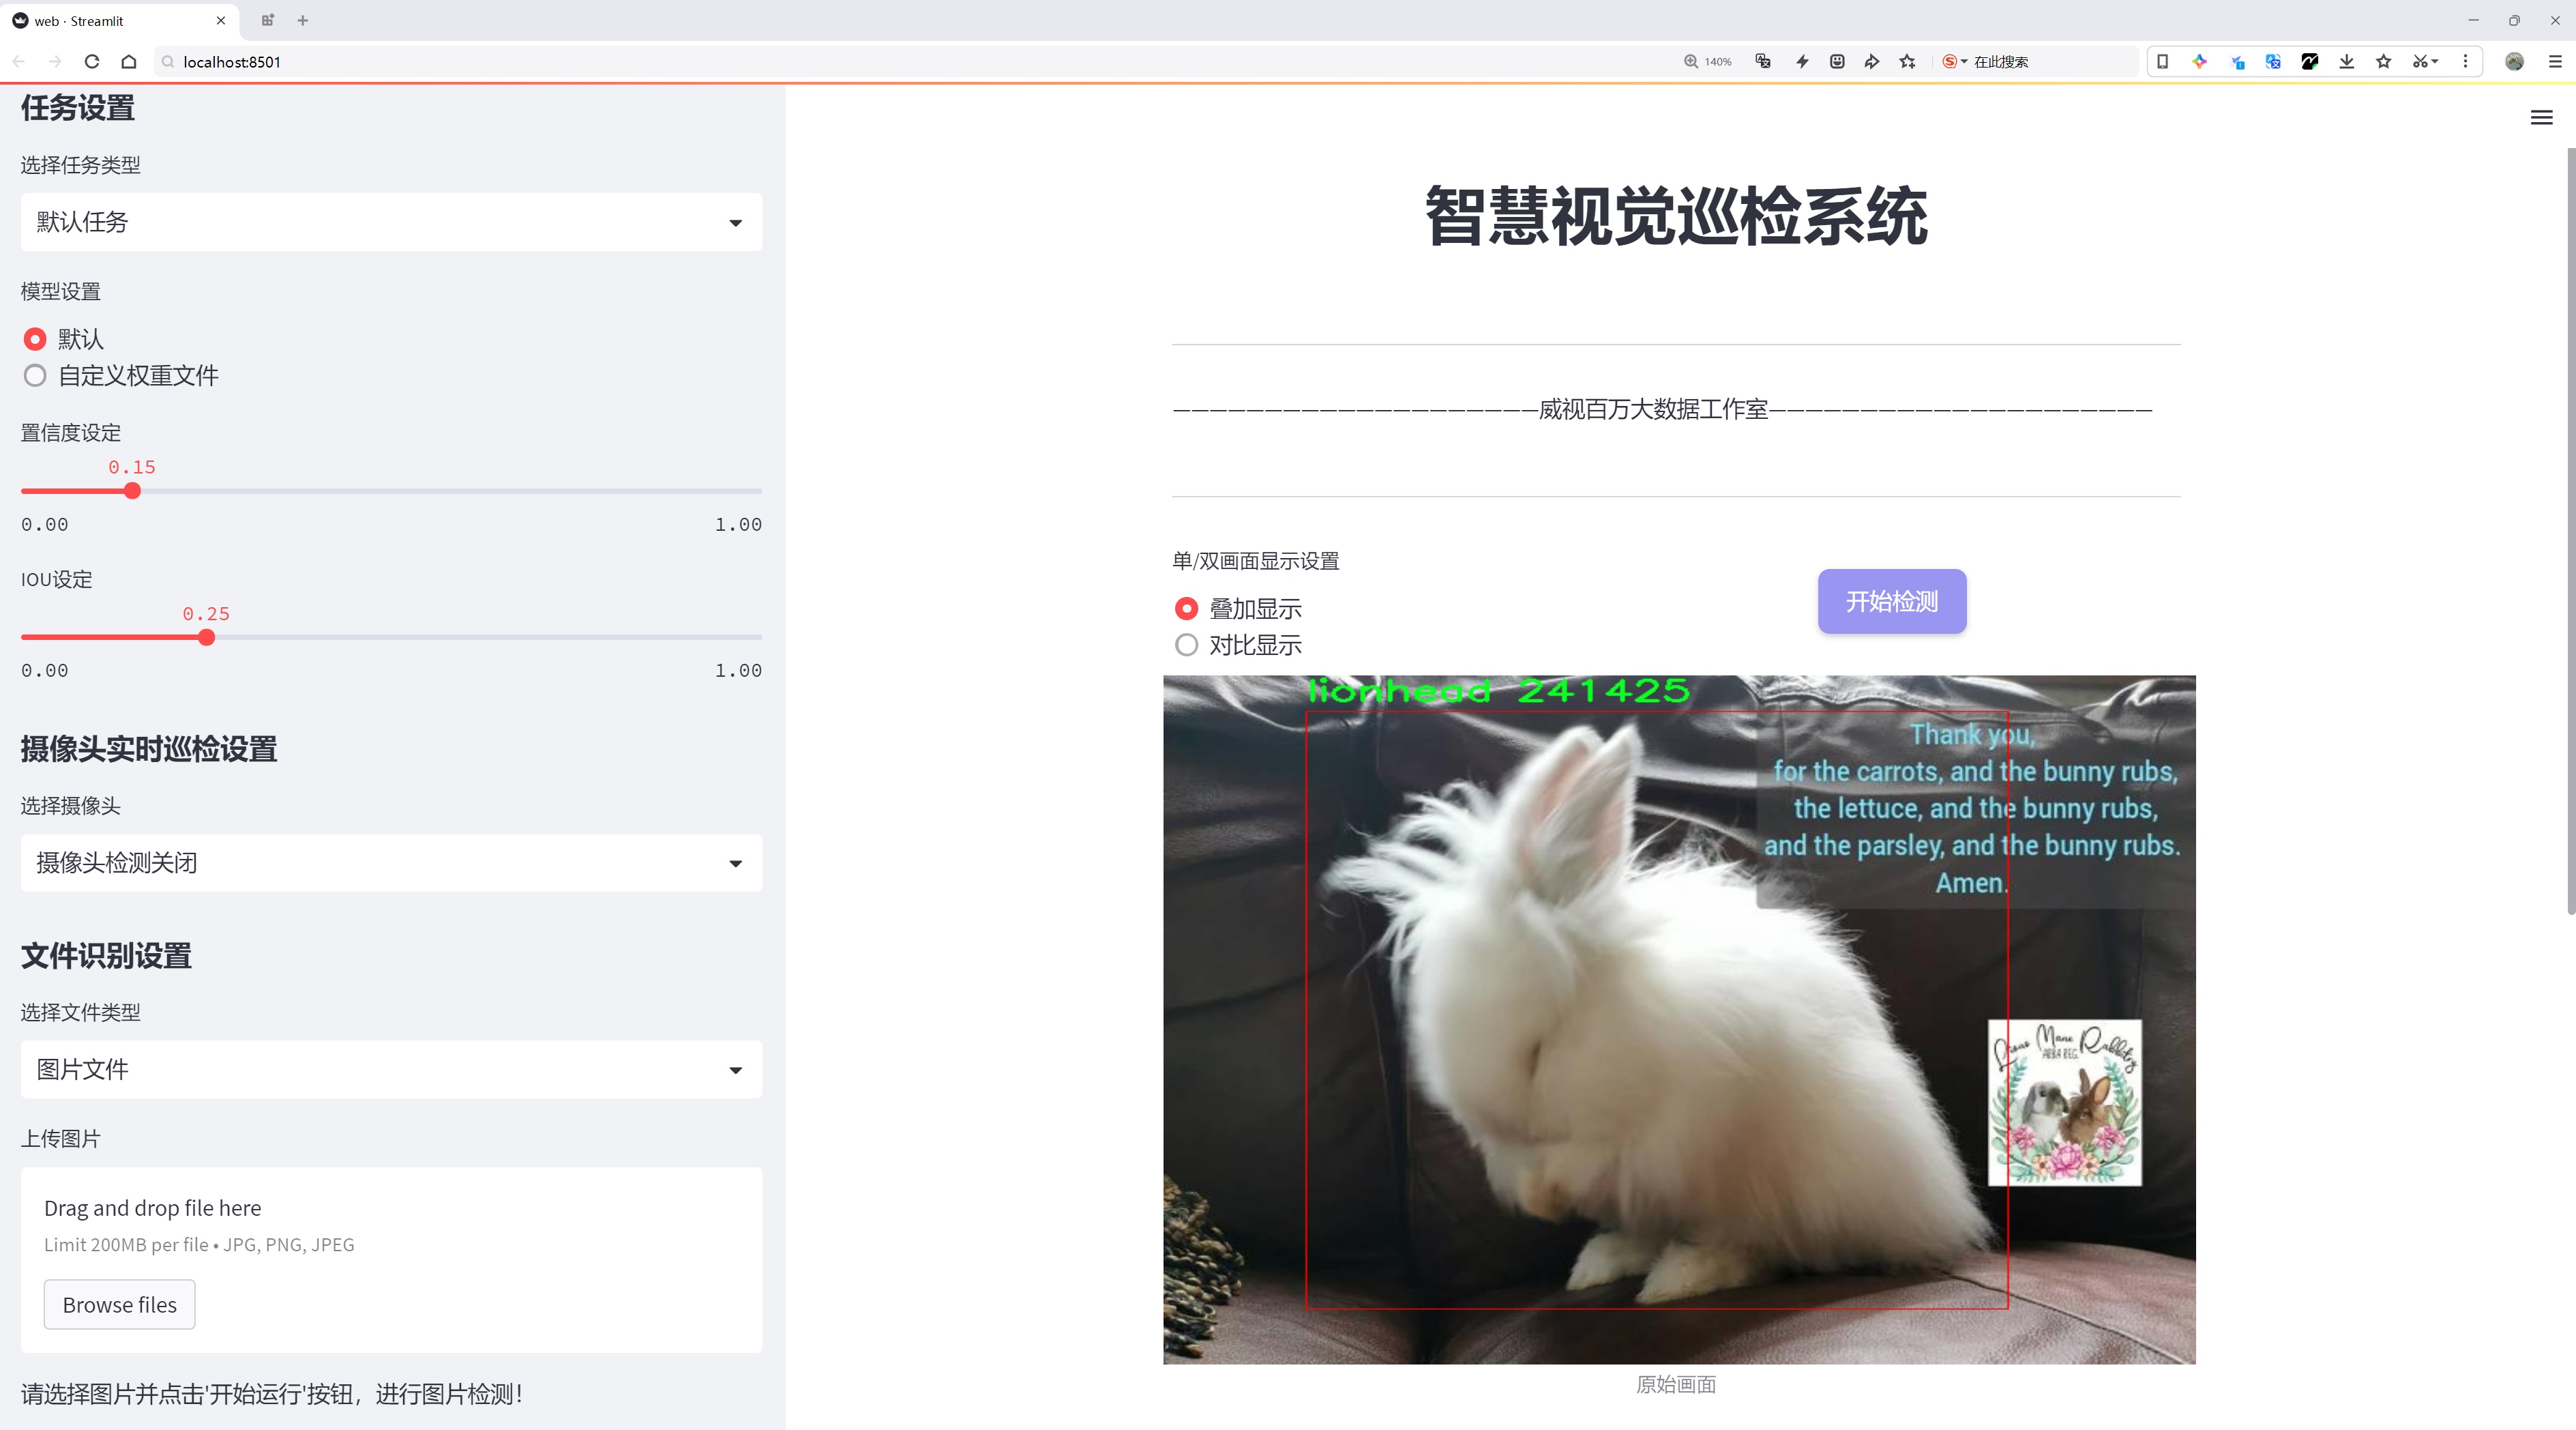 web · Streamlit
localhost:8501
140%
在此搜索
任务设置
选择任务类型
默认任务
模型设置
默认
自定义权重文件
置信度设定
0.15
0.00
1.00
IOU设定
0.25
0.00
1.00
摄像头实时巡检设置
选择摄像头
摄像头检测关闭
文件识别设置
选择文件类型
图片文件
上传图片
Drag and drop file here
Limit 200MB per file • JPG, PNG, JPEG
Browse files
请选择图片并点击'开始运行'按钮，进行图片检测！
智慧视觉巡检系统
————————————————————威视百万大数据工作室—————————————————————
单/双画面显示设置
叠加显示
对比显示
开始检测
lionhead 241425
Thank you,
for the carrots, and the bunny rubs,
the lettuce, and the bunny rubs,
and the parsley, and the bunny rubs.
Amen.
Mane Rabbitry
原始画面